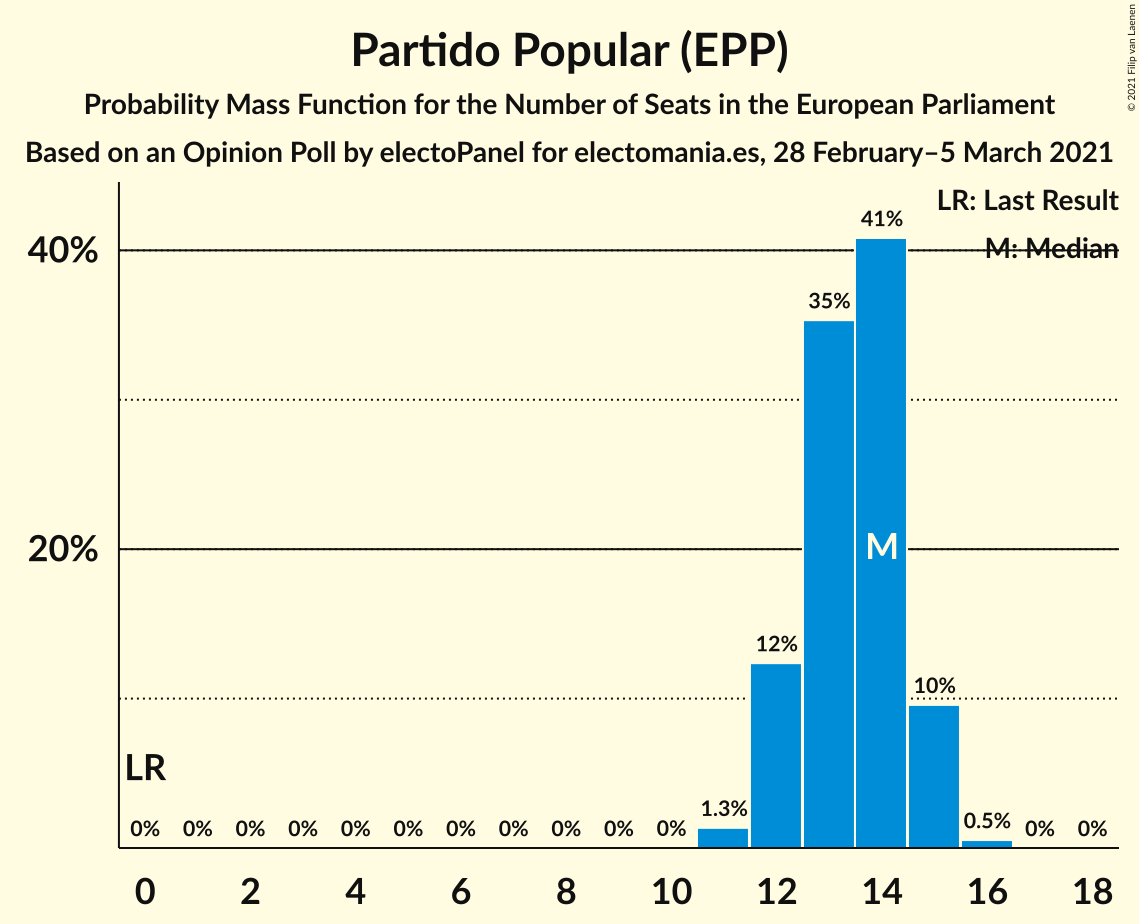 Partido Popular (EPP)
Probability Mass Function for the Number of Seats in the European Parliament
Based on an Opinion Poll by electoPanel for electomania.es, 28 February–5 March 2021
© 2021 Filip van Laenen
LR: Last Result
M: Median
40%
20%
41%
35%
M
12%
10%
LR
0% 0% 0% 0% 0% 0% 0% 0% 0% 0% 0% 1.3% 0.5% 0% 0%
0 2 4 6 8 10 12 14 16 18